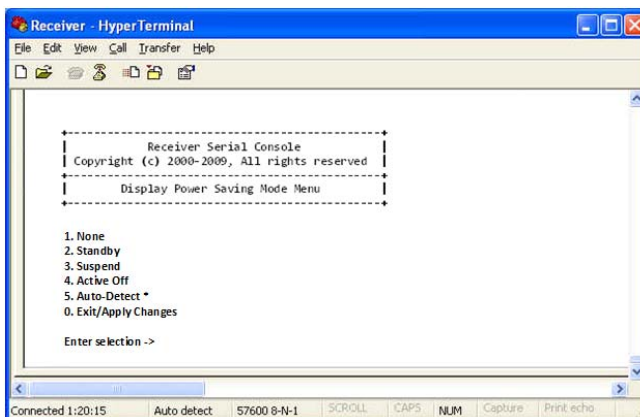 Receiver - HyperTerminal
File Edit View Call Transfer Help
Receiver Serial Console
Copyright (c) 2000-2009, All rights reserved
Display Power Saving Mode Menu
1. None
2. Standby
3. Suspend
4. Active Off
5. Auto-Detect *
0. Exit/Apply Changes
Enter selection ->
Connected 1:20:15 Auto detect 57600 8-N-1 SCROLL CAPS NUM Capture Print echo